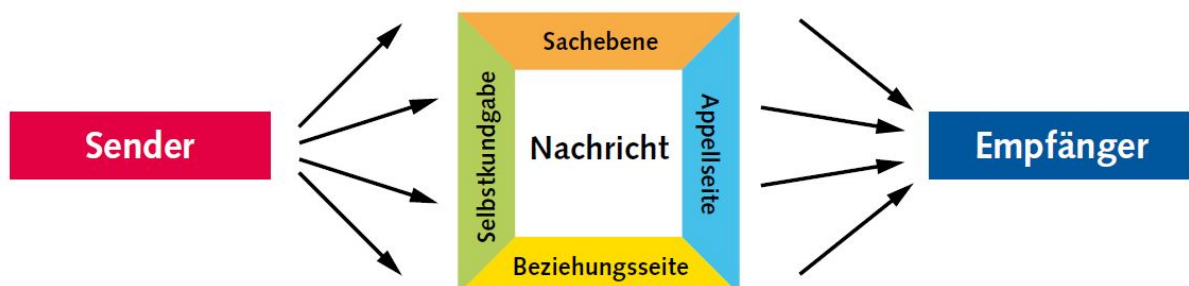 Sachebene
Sender
Selbstkundgabe
Nachricht
Appellseite
Empfänger
Beziehungsseite